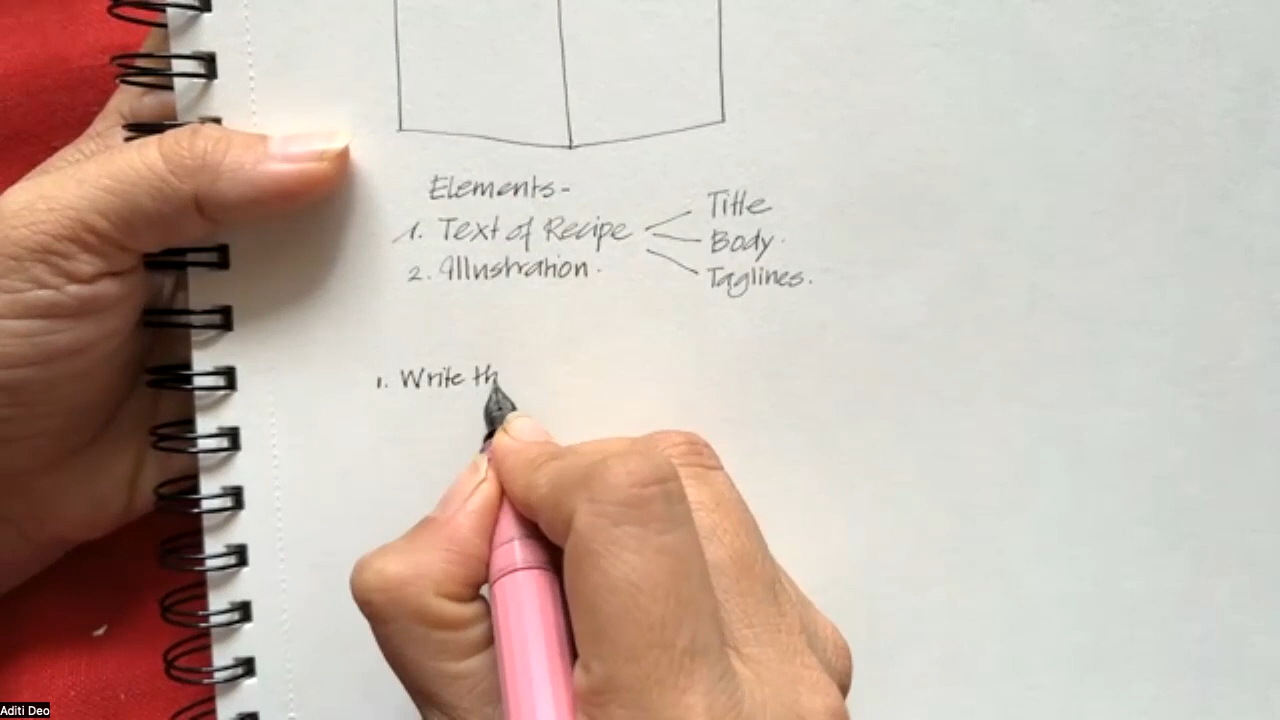 Elements-
1. Text of Recipe
Title
Body.
Taglines.
2. Illustration.
1. Write th
Aditi Deo